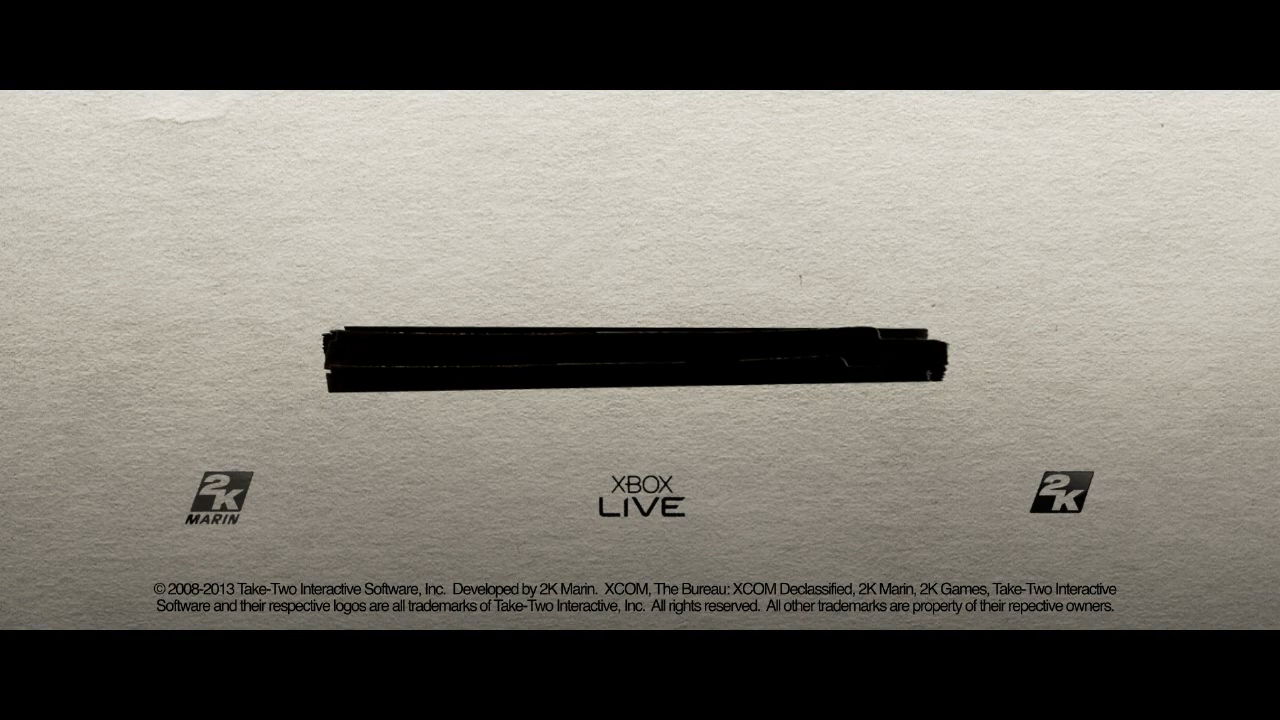 2K
MARIN
XBOX
LIVE
2K
© 2008-2013 Take-Two Interactive Software, Inc. Developed by 2K Marin. XCOM, The Bureau: XCOM Declassified, 2K Marin, 2K Games, Take-Two Interactive
Software and their respective logos are all trademarks of Take-Two Interactive, Inc. All rights reserved. All other trademarks are property of their repective owners.